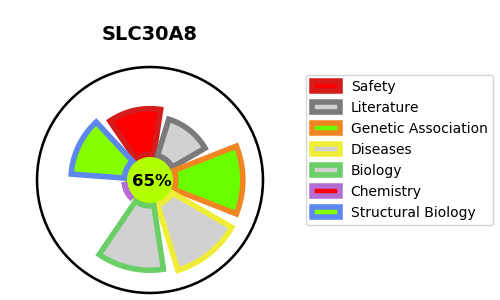 SLC30A8
65%
Safety
Literature
Genetic Association
Diseases
Biology
Chemistry
Structural Biology